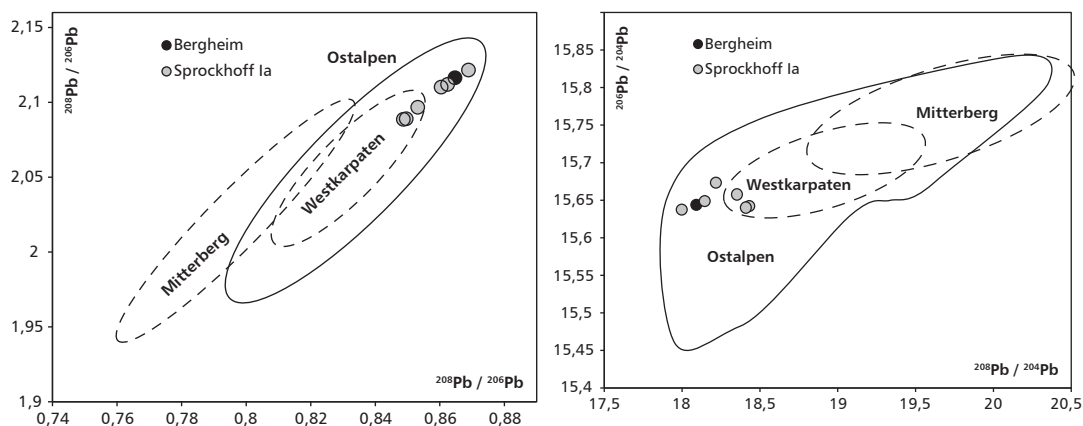 2,15
2,1
2,05
2
1,95
1,9
²⁰⁸Pb / ²⁰⁶Pb
Bergheim
Sprockhoff Ia
Ostalpen
Westkarpaten
Mitterberg
²⁰⁸Pb / ²⁰⁶Pb
0,74 0,76 0,78 0,8 0,82 0,84 0,86 0,88
15,85
15,8
15,75
15,7
15,65
15,6
15,55
15,5
15,45
15,4
²⁰⁶Pb / ²⁰⁴Pb
Bergheim
Sprockhoff Ia
Mitterberg
Westkarpaten
Ostalpen
²⁰⁸Pb / ²⁰⁴Pb
17,5 18 18,5 19 19,5 20 20,5